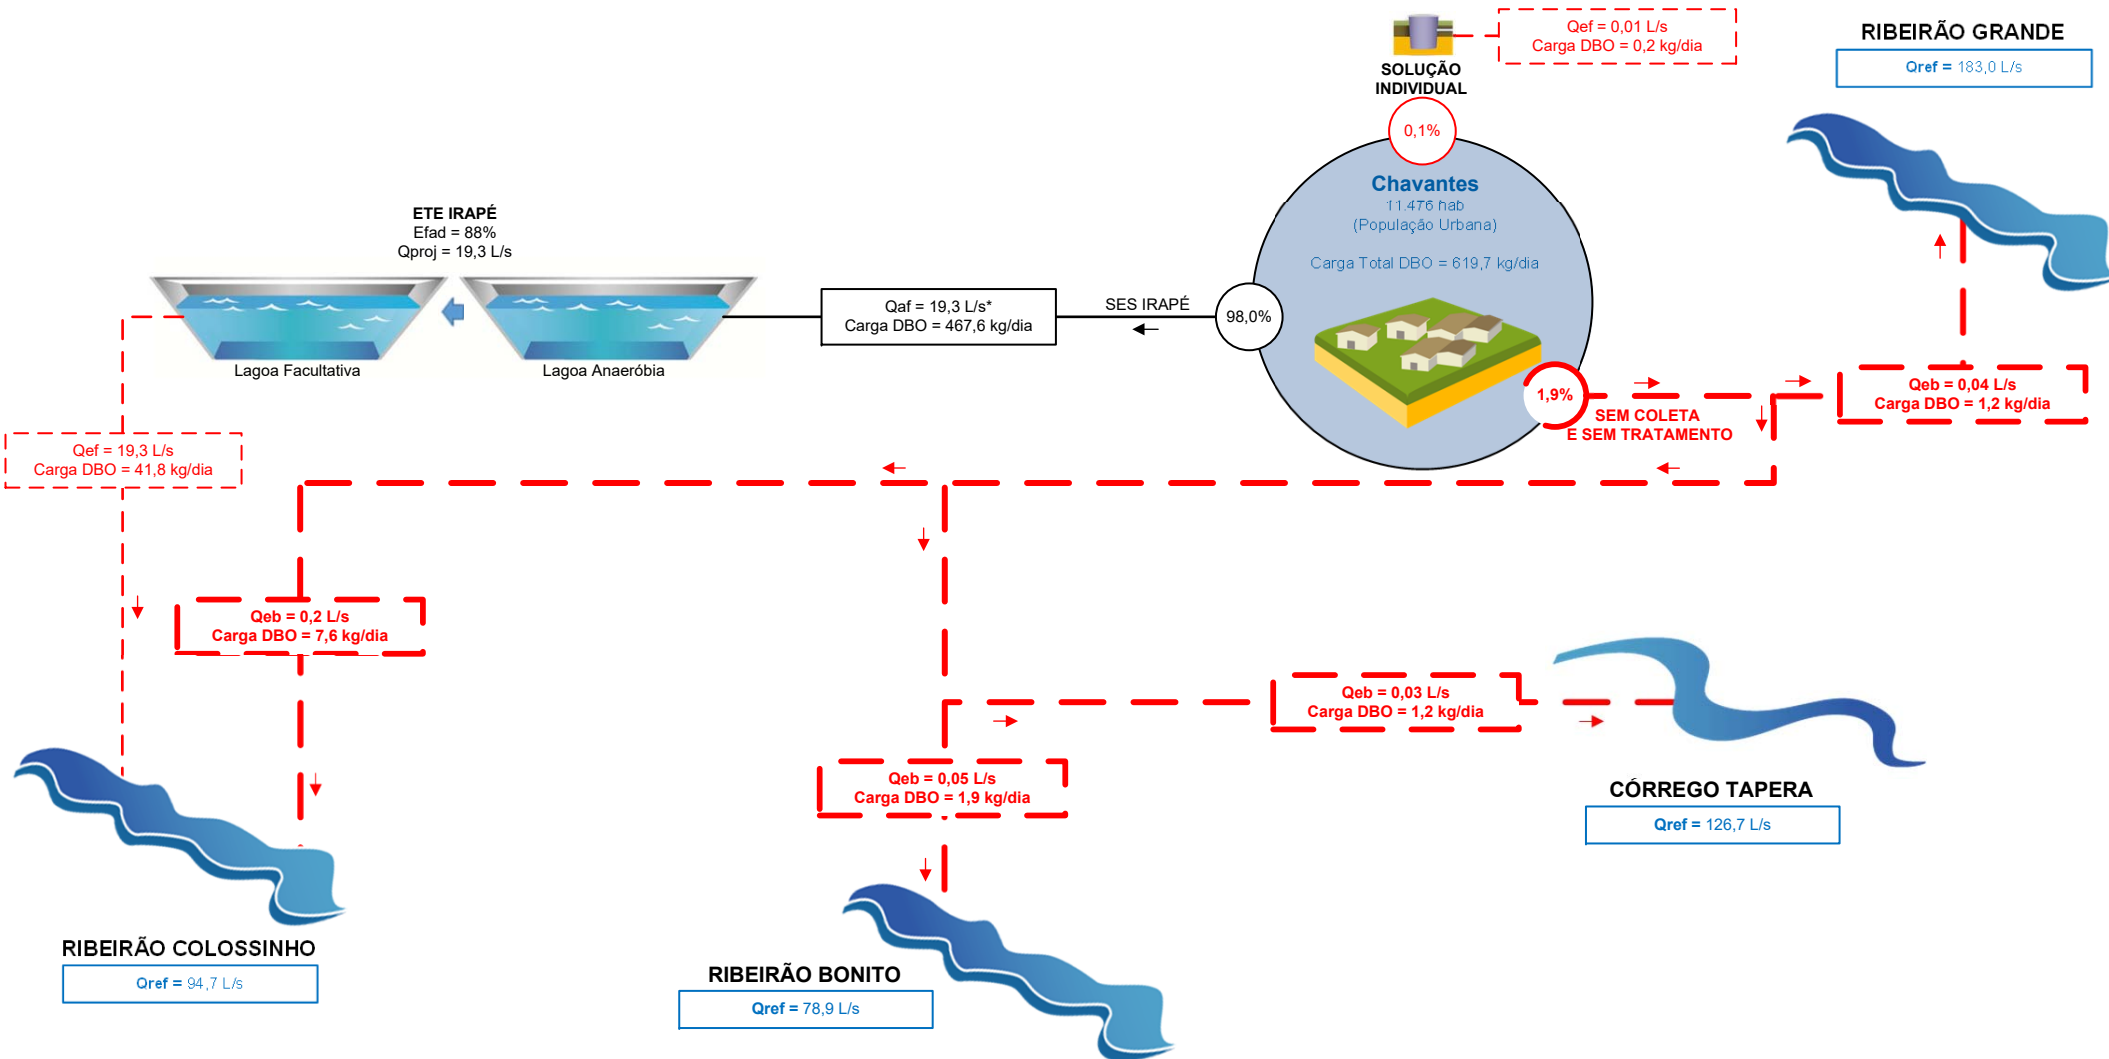 Qef = 0,01 L/s
Carga DBO = 0,2 kg/dia
RIBEIRÃO GRANDE
Qref = 183,0 L/s
SOLUÇÃO
INDIVIDUAL
0,1%
Chavantes
11.476 hab
(População Urbana)
Carga Total DBO = 619,7 kg/dia
ETE IRAPÉ
Efad = 88%
Qproj = 19,3 L/s
Qaf = 19,3 L/s*
Carga DBO = 467,6 kg/dia
SES IRAPÉ
98,0%
Lagoa Facultativa
Lagoa Anaeróbia
1,9%
SEM COLETA
E SEM TRATAMENTO
Qeb = 0,04 L/s
Carga DBO = 1,2 kg/dia
Qef = 19,3 L/s
Carga DBO = 41,8 kg/dia
Qeb = 0,2 L/s
Carga DBO = 7,6 kg/dia
Qeb = 0,03 L/s
Carga DBO = 1,2 kg/dia
Qeb = 0,05 L/s
Carga DBO = 1,9 kg/dia
CÓRREGO TAPERA
Qref = 126,7 L/s
RIBEIRÃO COLOSSINHO
Qref = 94,7 L/s
RIBEIRÃO BONITO
Qref = 78,9 L/s